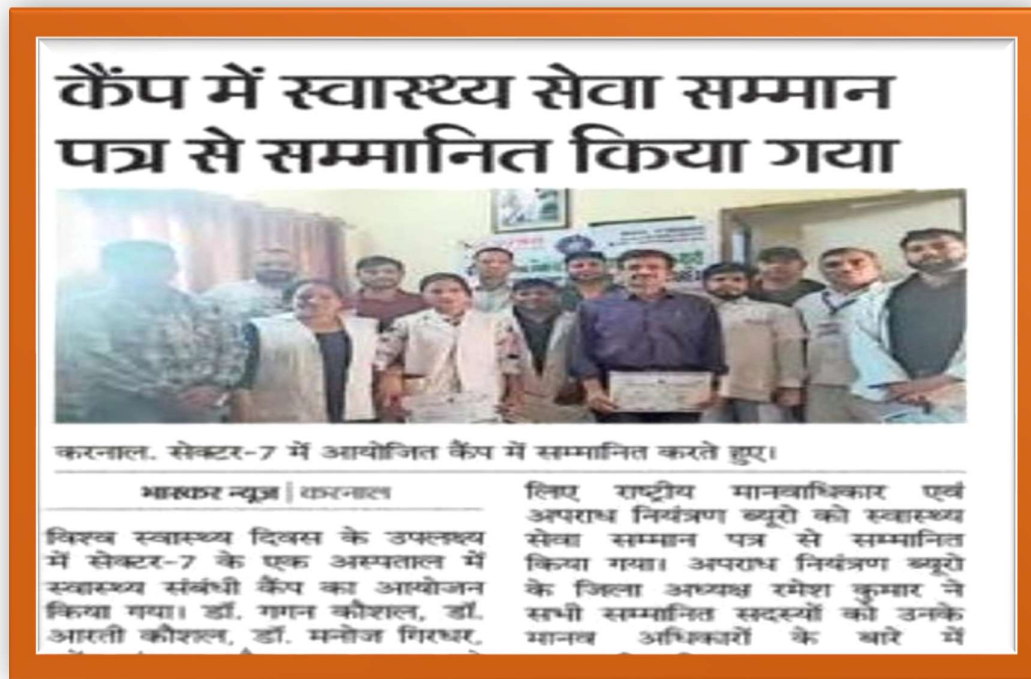 कैंप में स्वास्थ्य सेवा सम्मान
पत्र से सम्मानित किया गया
करनाल. सेक्टर-7 में आयोजित कैंप में सम्मानित करते हुए।
भास्कर न्यूज | करनाल
विश्व स्वास्थ्य दिवस के उपलक्ष्य
में सेक्टर-7 के एक अस्पताल में
स्वास्थ्य संबंधी कैंप का आयोजन
किया गया। डॉ. गगन कौशल, डॉ.
आरती कौशल, डॉ. मनोज गिरधर,
लिए राष्ट्रीय मानवाधिकार एवं
अपराध नियंत्रण ब्यूरो को स्वास्थ्य
सेवा सम्मान पत्र से सम्मानित
किया गया। अपराध नियंत्रण ब्यूरो
के जिला अध्यक्ष रमेश कुमार ने
सभी सम्मानित सदस्यों को उनके
मानव अधिकारों के बारे में